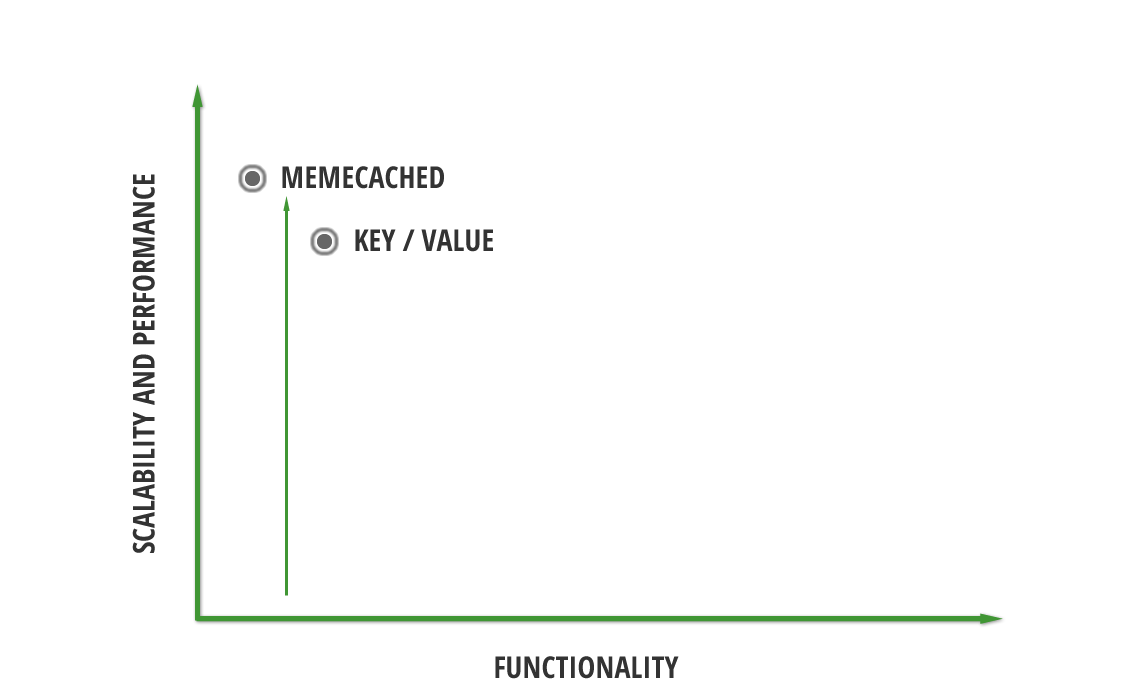 MEMECACHED
KEY / VALUE
SCALABILITY AND PERFORMANCE
FUNCTIONALITY